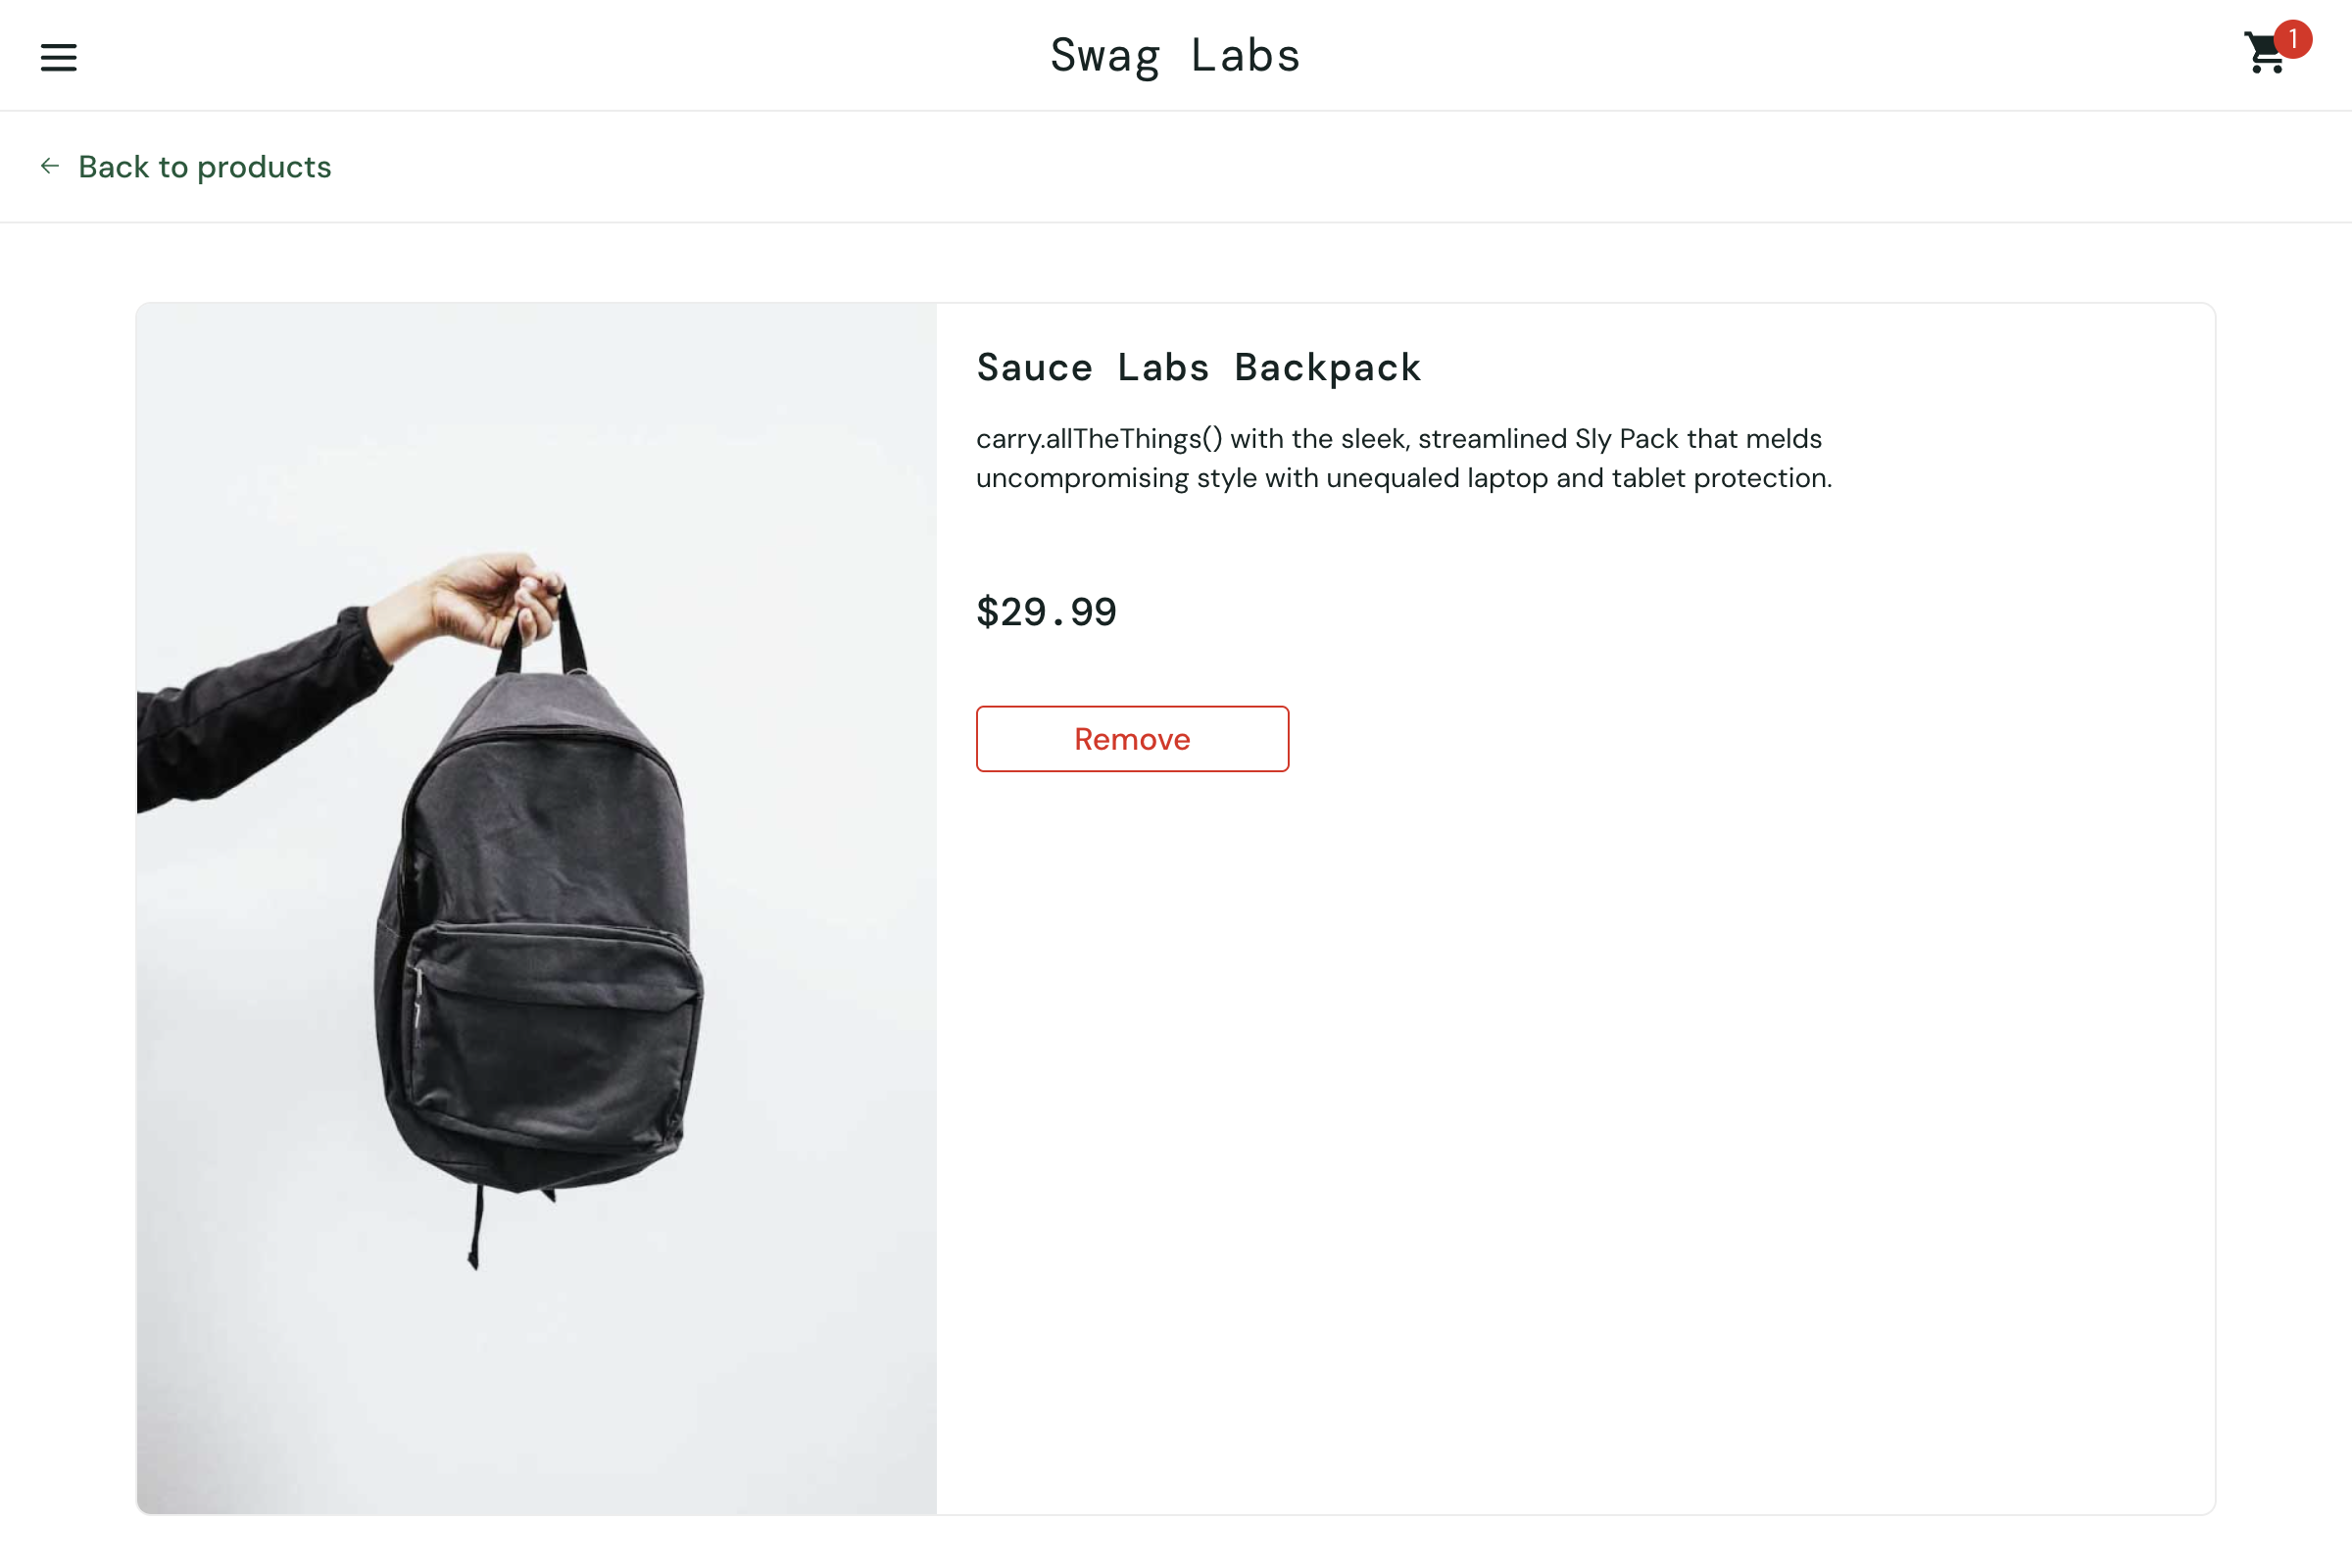 Swag Labs
1
Back to products
Sauce Labs Backpack
carry.allTheThings() with the sleek, streamlined Sly Pack that melds
uncompromising style with unequaled laptop and tablet protection.
$29.99
Remove